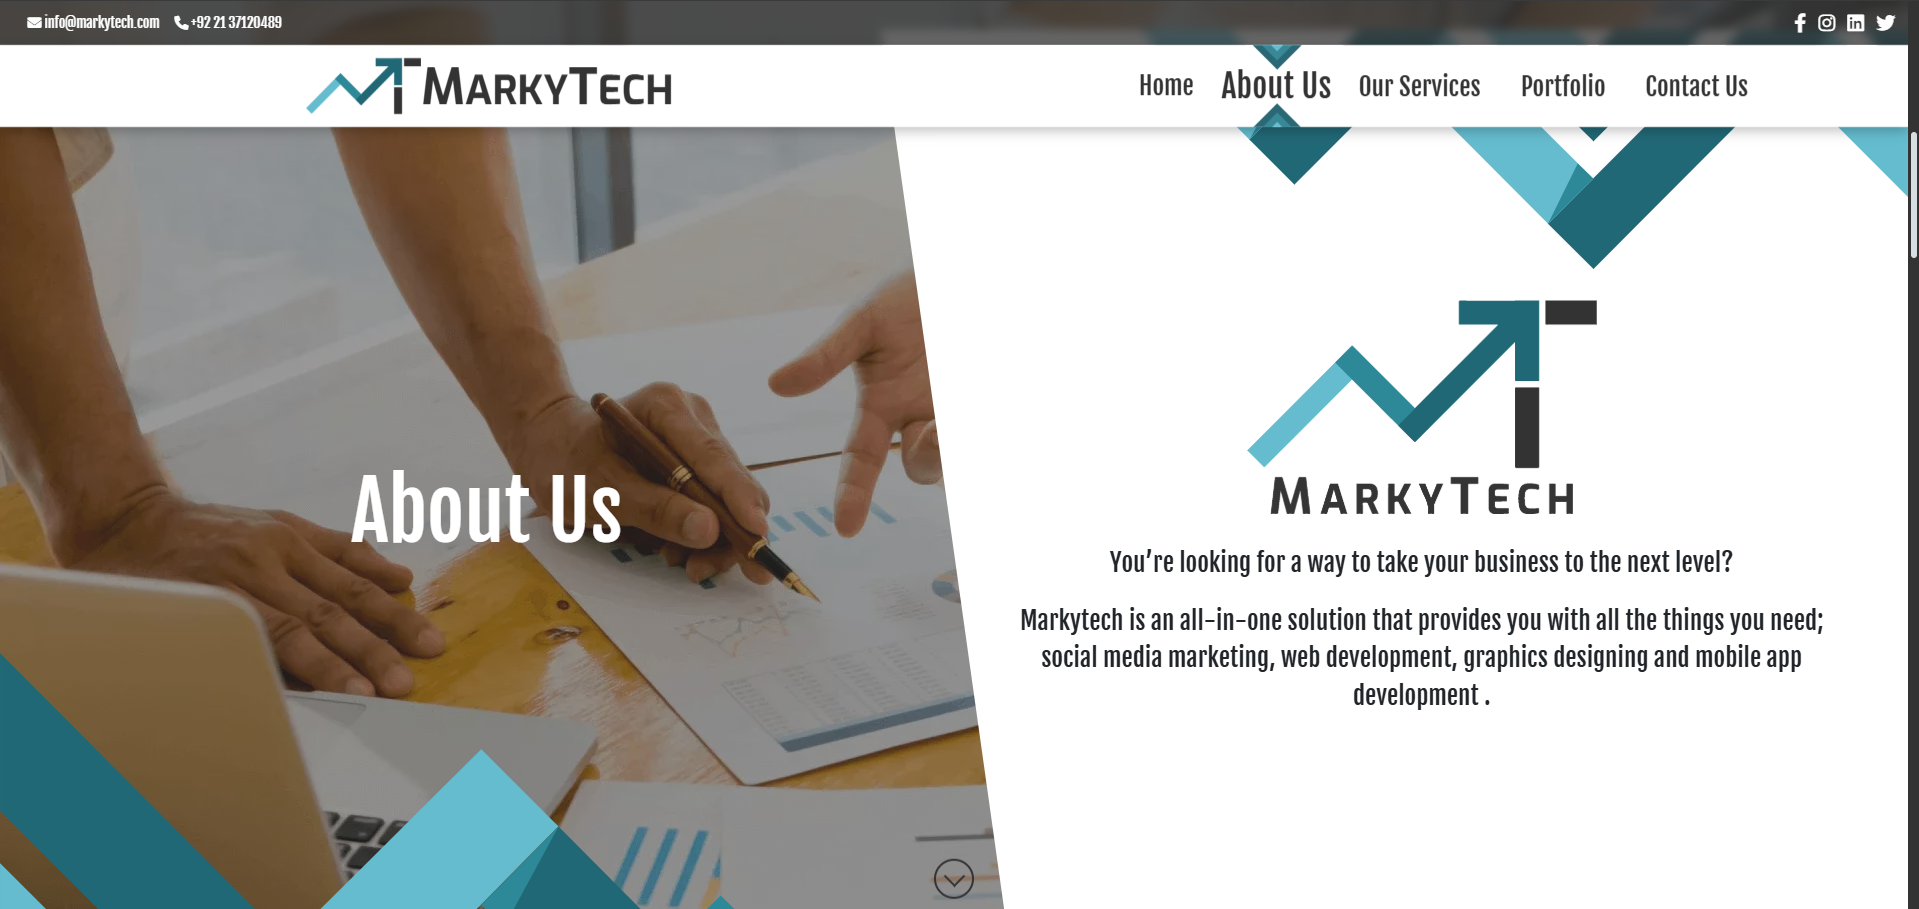 info@markytech.com +92 21 37120489
MARKYTECH
Home About Us Our Services Portfolio Contact Us
About Us
MARKYTECH
You’re looking for a way to take your business to the next level?
Markytech is an all-in-one solution that provides you with all the things you need;
social media marketing, web development, graphics designing and mobile app
development .